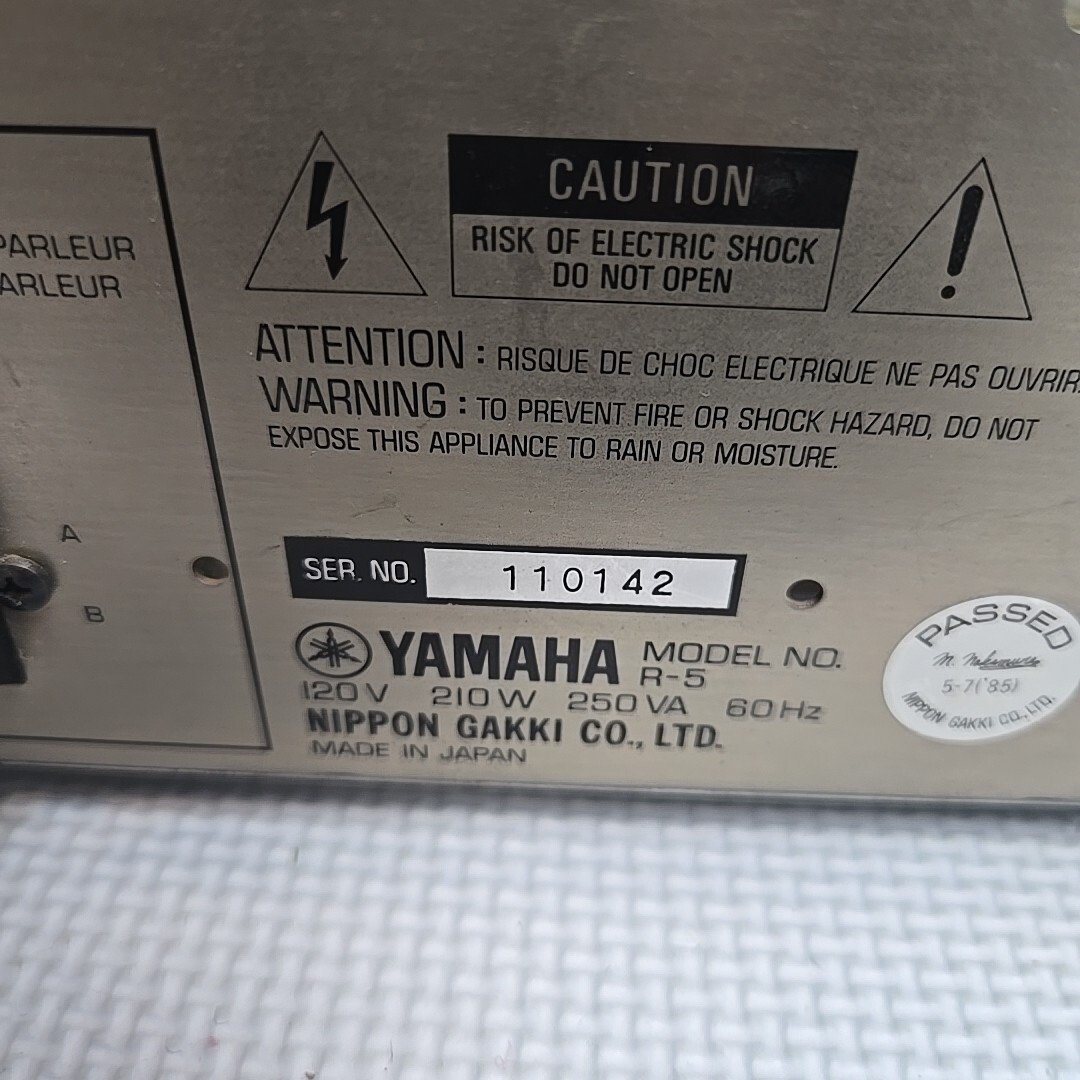 PARLEUR
ARLEUR
CAUTION
RISK OF ELECTRIC SHOCK
DO NOT OPEN
ATTENTION : RISQUE DE CHOC ELECTRIQUE NE PAS OUVRIR.
WARNING : TO PREVENT FIRE OR SHOCK HAZARD, DO NOT
EXPOSE THIS APPLIANCE TO RAIN OR MOISTURE.
A
B
SER. NO. 110142
YAMAHA MODEL NO.
R-5
120V 210W 250VA 60Hz
NIPPON GAKKI CO., LTD.
MADE IN JAPAN
PASSED
M. Nakamura
5-7('85)
NIPPON GAKKI CO., LTD.